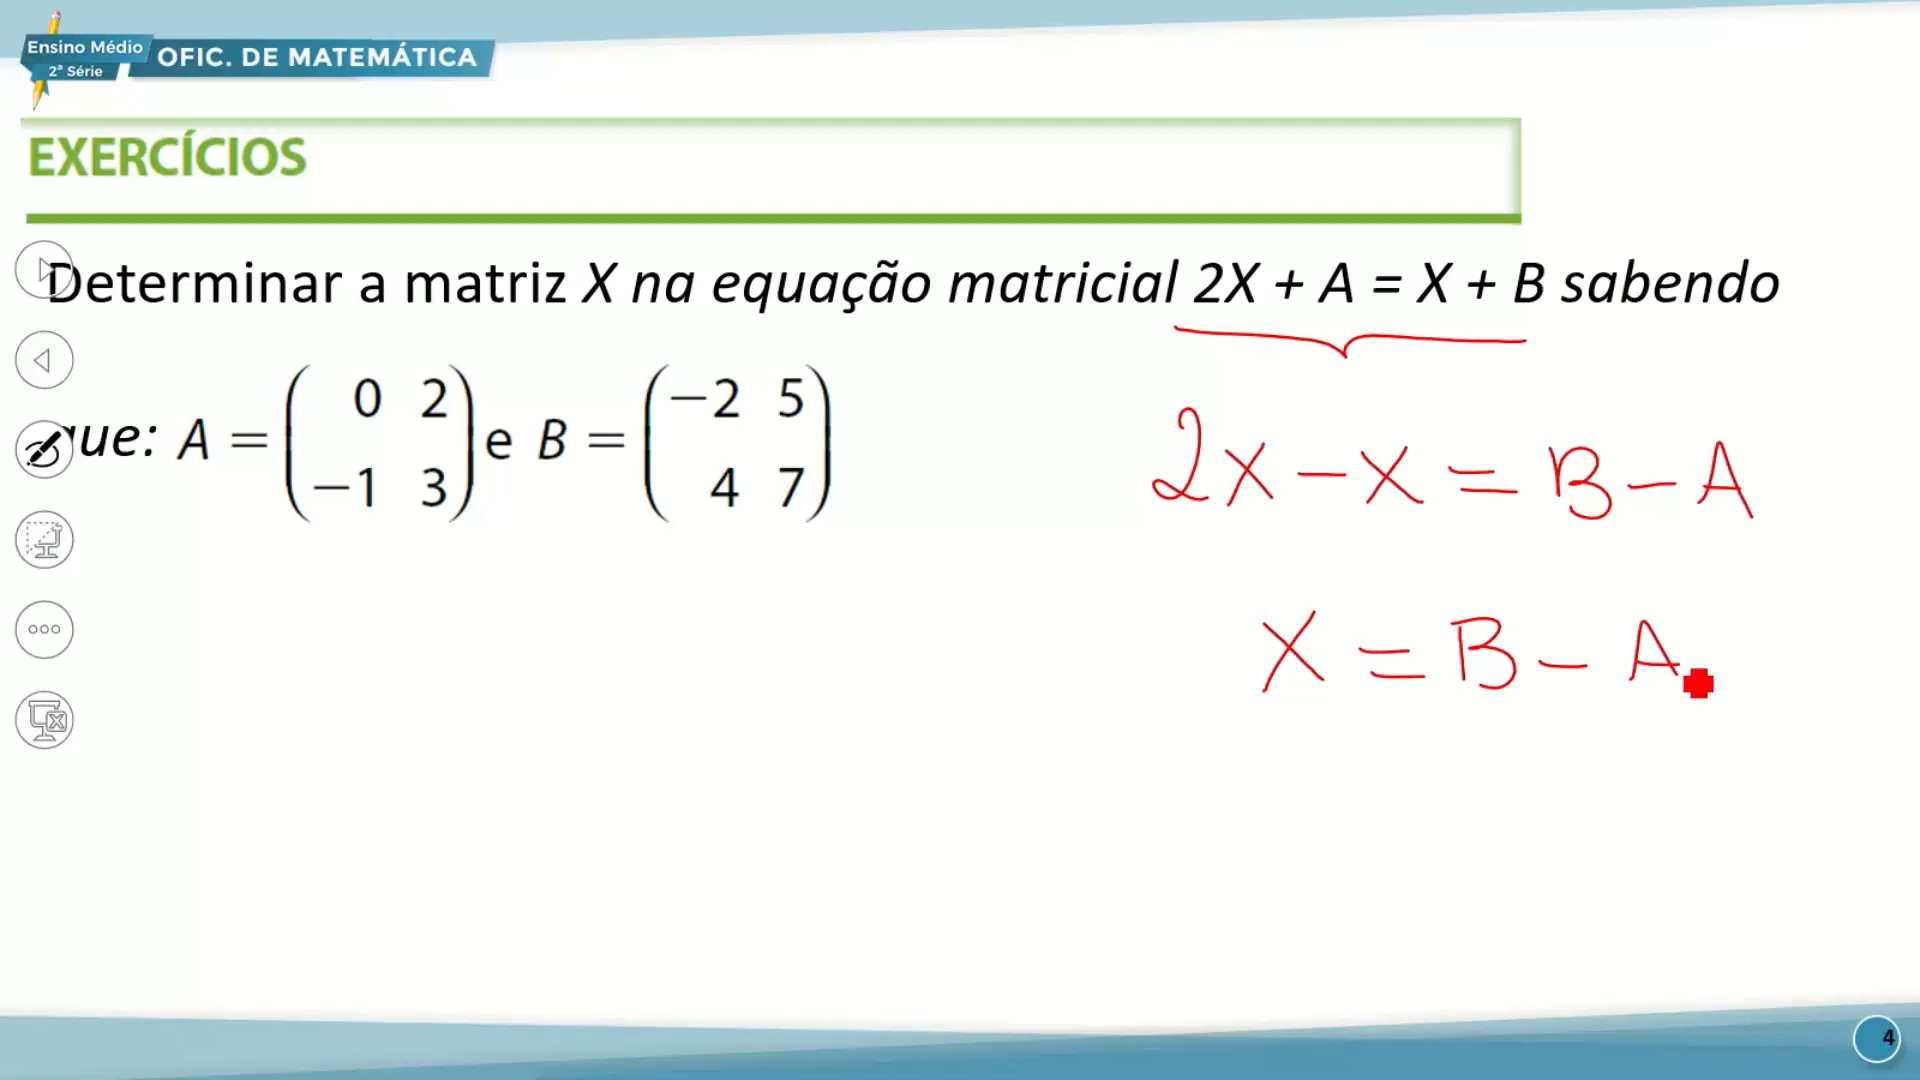 Ensino Médio
2ª Série
OFIC. DE MATEMÁTICA
EXERCÍCIOS
Determinar a matriz X na equação matricial 2X + A = X + B sabendo
que: A = ( 0 2 ) e B = ( −2 5 )
( −1 3 ) ( 4 7 )
2X − X = B − A
X = B − A
4